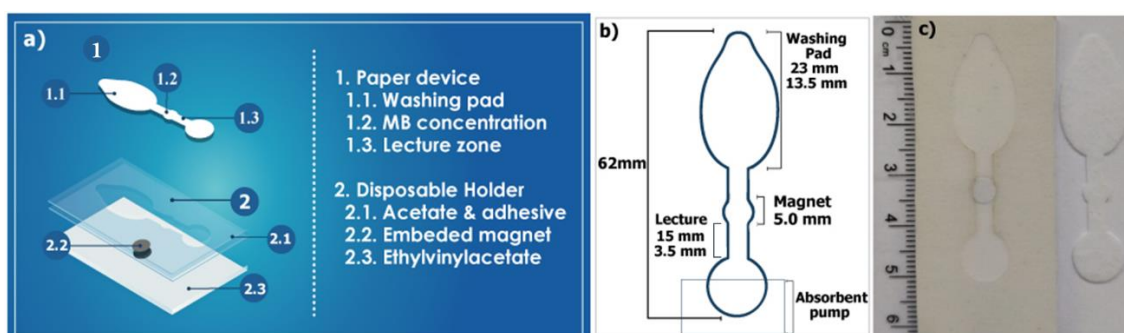 a)
1
1.1
1.2
1.3
2
2.1
2.2
2.3
1. Paper device
1.1. Washing pad
1.2. MB concentration
1.3. Lecture zone
2. Disposable Holder
2.1. Acetate & adhesive
2.2. Embeded magnet
2.3. Ethylvinylacetate
b)
62mm
Washing
Pad
23 mm
13.5 mm
Magnet
5.0 mm
Lecture
15 mm
3.5 mm
Absorbent
pump
c)
0
cm
1
2
3
4
5
6